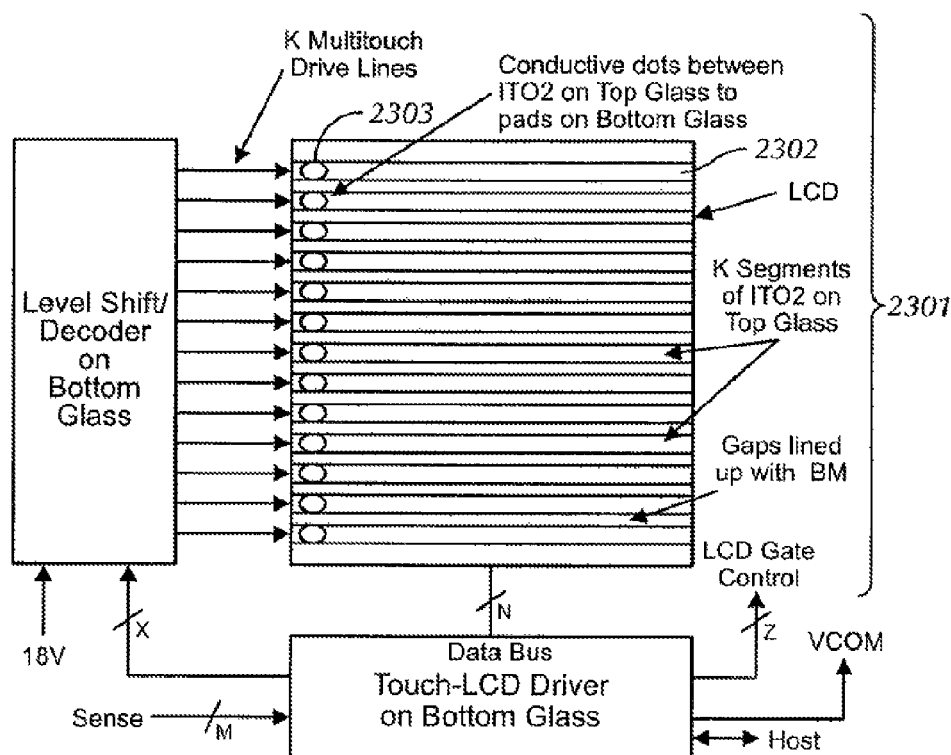 K Multitouch
Drive Lines
Conductive dots between
ITO2 on Top Glass to
pads on Bottom Glass
2303
2302
LCD
K Segments
of ITO2 on
Top Glass
2301
Level Shift/
Decoder
on
Bottom
Glass
Gaps lined
up with BM
LCD Gate
Control
18V
X
N
Z
VCOM
Data Bus
Touch-LCD Driver
on Bottom Glass
Sense
M
Host